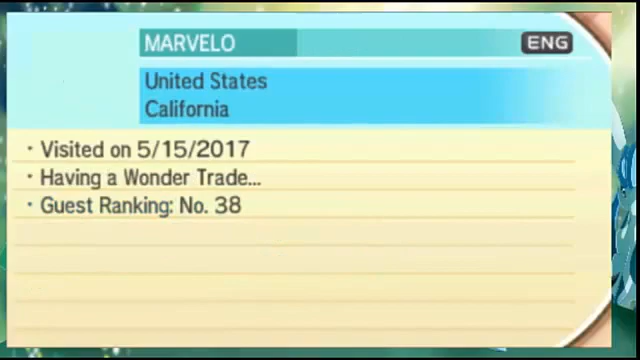 MARVELO ENG
United States
California
· Visited on 5/15/2017
· Having a Wonder Trade...
· Guest Ranking: No. 38